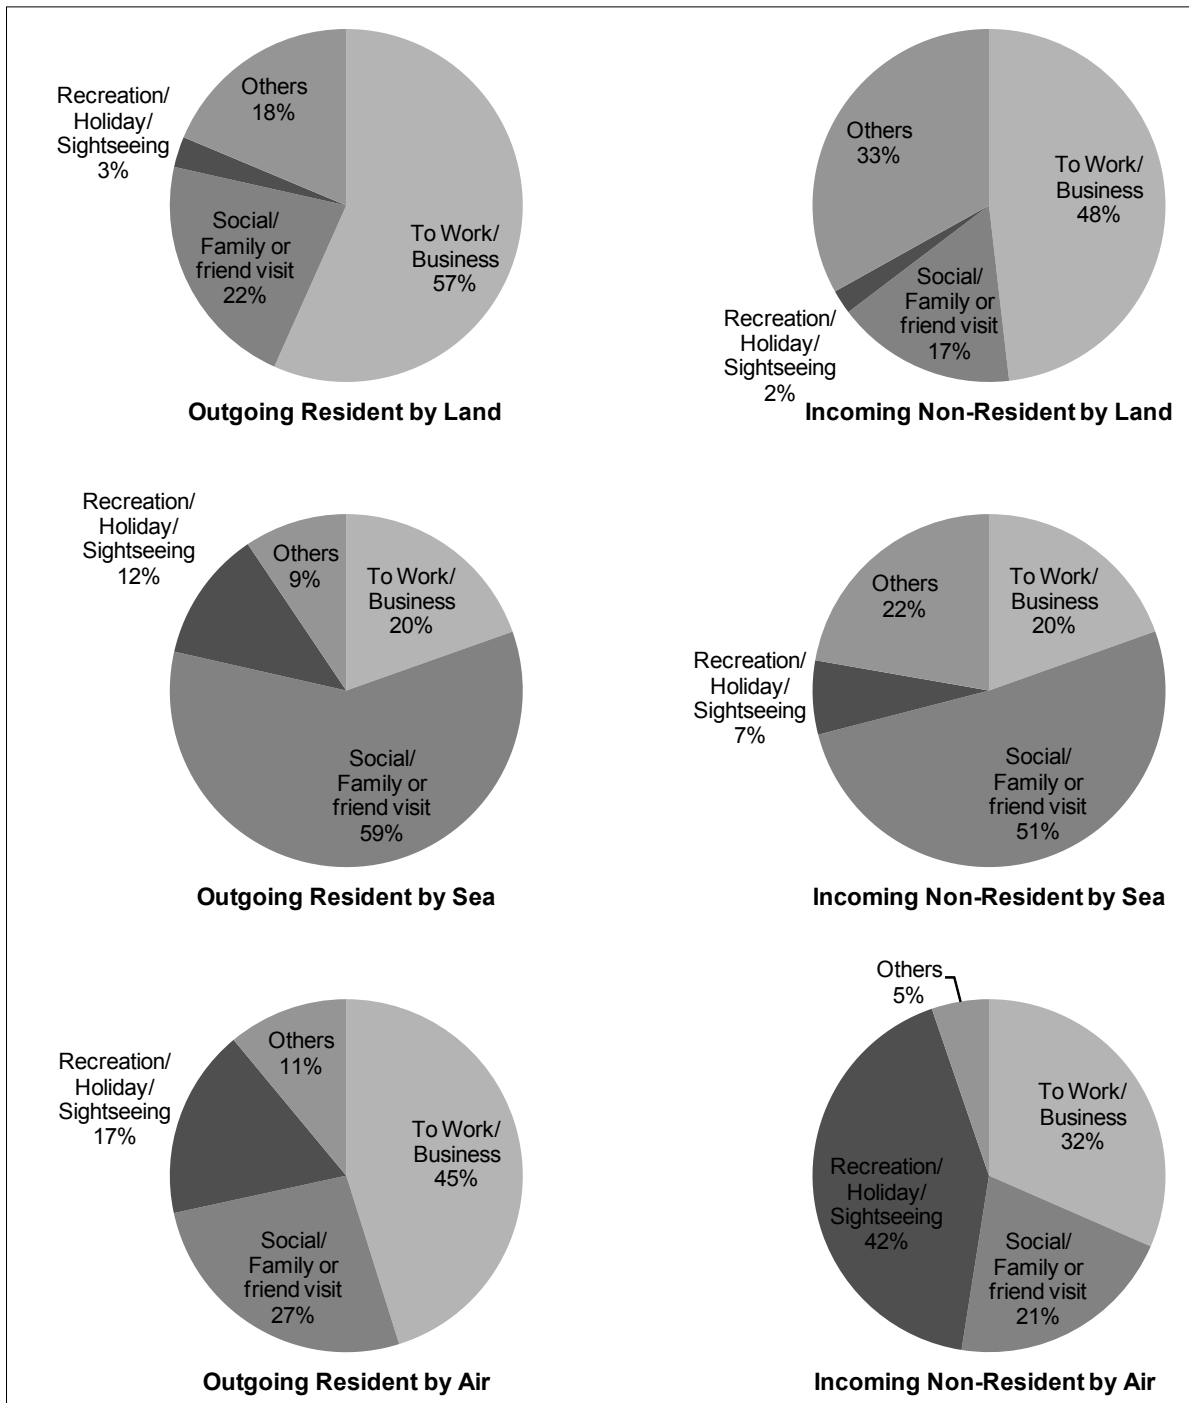 Recreation/
Holiday/
Sightseeing
3%
Others
18%
Social/
Family or
friend visit
22%
To Work/
Business
57%
Outgoing Resident by Land
Others
33%
To Work/
Business
48%
Recreation/
Holiday/
Sightseeing
2%
Social/
Family or
friend visit
17%
Incoming Non-Resident by Land
Recreation/
Holiday/
Sightseeing
12%
Others
9%
To Work/
Business
20%
Social/
Family or
friend visit
59%
Outgoing Resident by Sea
Others
22%
To Work/
Business
20%
Recreation/
Holiday/
Sightseeing
7%
Social/
Family or
friend visit
51%
Incoming Non-Resident by Sea
Recreation/
Holiday/
Sightseeing
17%
Others
11%
To Work/
Business
45%
Social/
Family or
friend visit
27%
Outgoing Resident by Air
Others
5%
To Work/
Business
32%
Recreation/
Holiday/
Sightseeing
42%
Social/
Family or
friend visit
21%
Incoming Non-Resident by Air